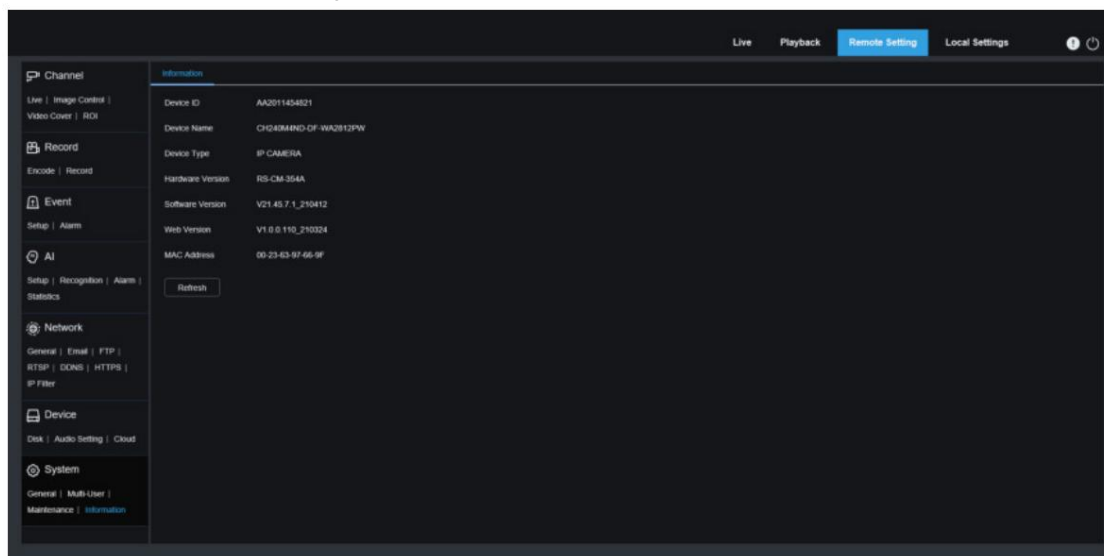 Live Playback Remote Setting Local Settings
Channel
Live | Image Control |
Video Cover | ROI
Record
Encode | Record
Event
Setup | Alarm
AI
Setup | Recognition | Alarm |
Statistics
Network
General | Email | FTP |
RTSP | DDNS | HTTPS |
IP Filter
Device
Disk | Audio Setting | Cloud
System
General | Multi-User |
Maintenance | Information
Information
Device ID AA2011454821
Device Name CH240M4ND-DF-WA2812PW
Device Type IP CAMERA
Hardware Version RS-CM-354A
Software Version V21.45.7.1_210412
Web Version V1.0.0.110_210324
MAC Address 00-23-63-97-66-9F
Refresh